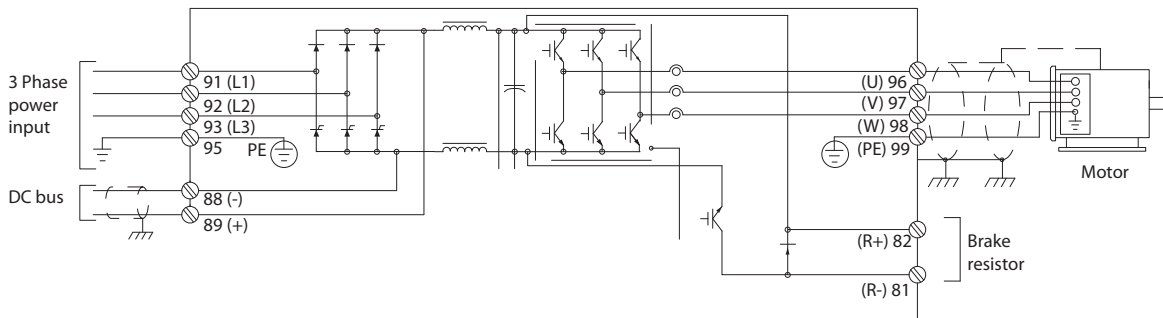 3 Phase
power
input
91 (L1)
92 (L2)
93 (L3)
95
PE
DC bus
88 (-)
89 (+)
(U) 96
(V) 97
(W) 98
(PE) 99
Motor
(R+) 82
Brake
resistor
(R-) 81